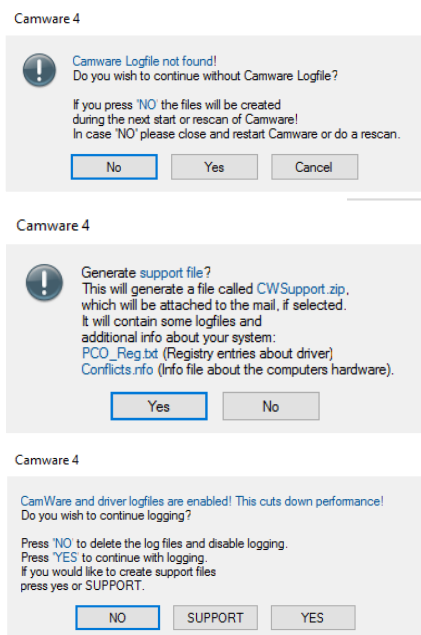 Camware 4
Camware Logfile not found!
Do you wish to continue without Camware Logfile?
If you press 'NO' the files will be created
during the next start or rescan of Camware!
In case 'NO' please close and restart Camware or do a rescan.
No Yes Cancel
Camware 4
Generate support file?
This will generate a file called CWSupport.zip,
which will be attached to the mail, if selected.
It will contain some logfiles and
additional info about your system:
PCO_Reg.txt (Registry entries about driver)
Conflicts.nfo (Info file about the computers hardware).
Yes No
Camware 4
CamWare and driver logfiles are enabled! This cuts down performance!
Do you wish to continue logging?
Press 'NO' to delete the log files and disable logging.
Press 'YES' to continue with logging.
If you would like to create support files
press yes or SUPPORT.
NO SUPPORT YES